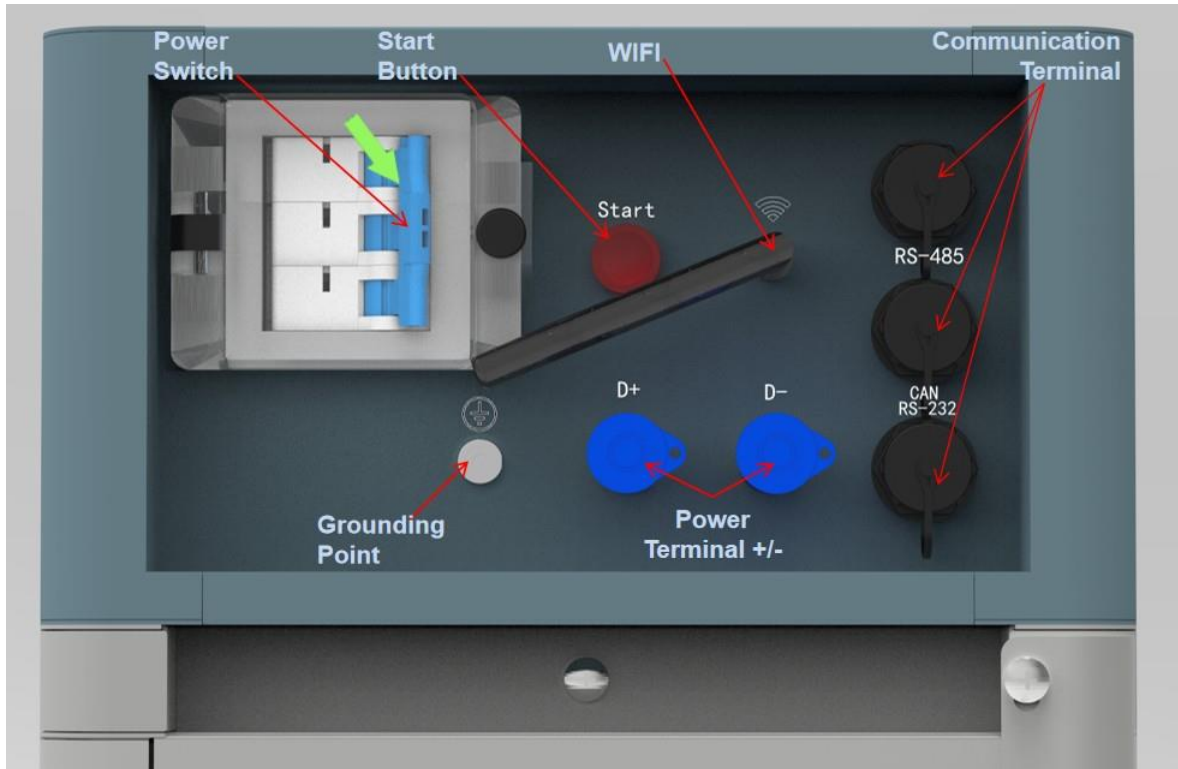 Power
Switch
Start
Button
WIFI
Communication
Terminal
Start
RS-485
D+
D-
CAN
RS-232
Grounding
Point
Power
Terminal +/-